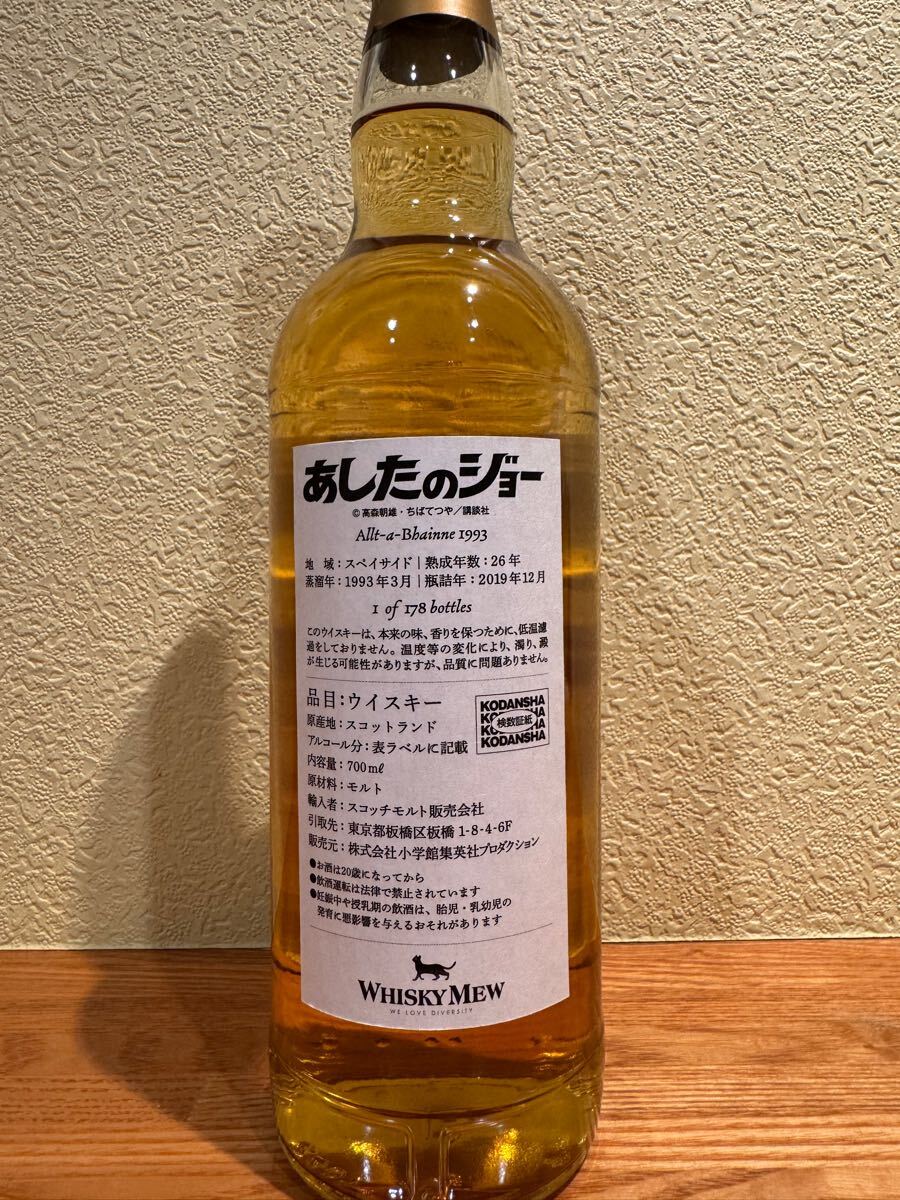 あしたのジョー
© 高森朝雄・ちばてつや／講談社
Allt-a-Bhainne 1993
地　域：スペイサイド｜熟成年数：26年
蒸溜年：1993年3月｜瓶詰年：2019年12月
1 of 178 bottles
このウイスキーは、本来の味、香りを保つために、低温濾
過をしておりません。温度等の変化により、濁り、澱
が生じる可能性がありますが、品質に問題ありません。
品目：ウイスキー
原産地：スコットランド
アルコール分：表ラベルに記載
内容量：700㎖
原材料：モルト
輸入者：スコッチモルト販売会社
引取先：東京都板橋区板橋 1-8-4-6F
販売元：株式会社小学館集英社プロダクション
KODANSHA
検数証紙
KODANSHA
●お酒は20歳になってから
●飲酒運転は法律で禁止されています
●妊娠中や授乳期の飲酒は、胎児・乳幼児の
発育に悪影響を与えるおそれがあります
WHISKY MEW
WE LOVE DIVERSITY